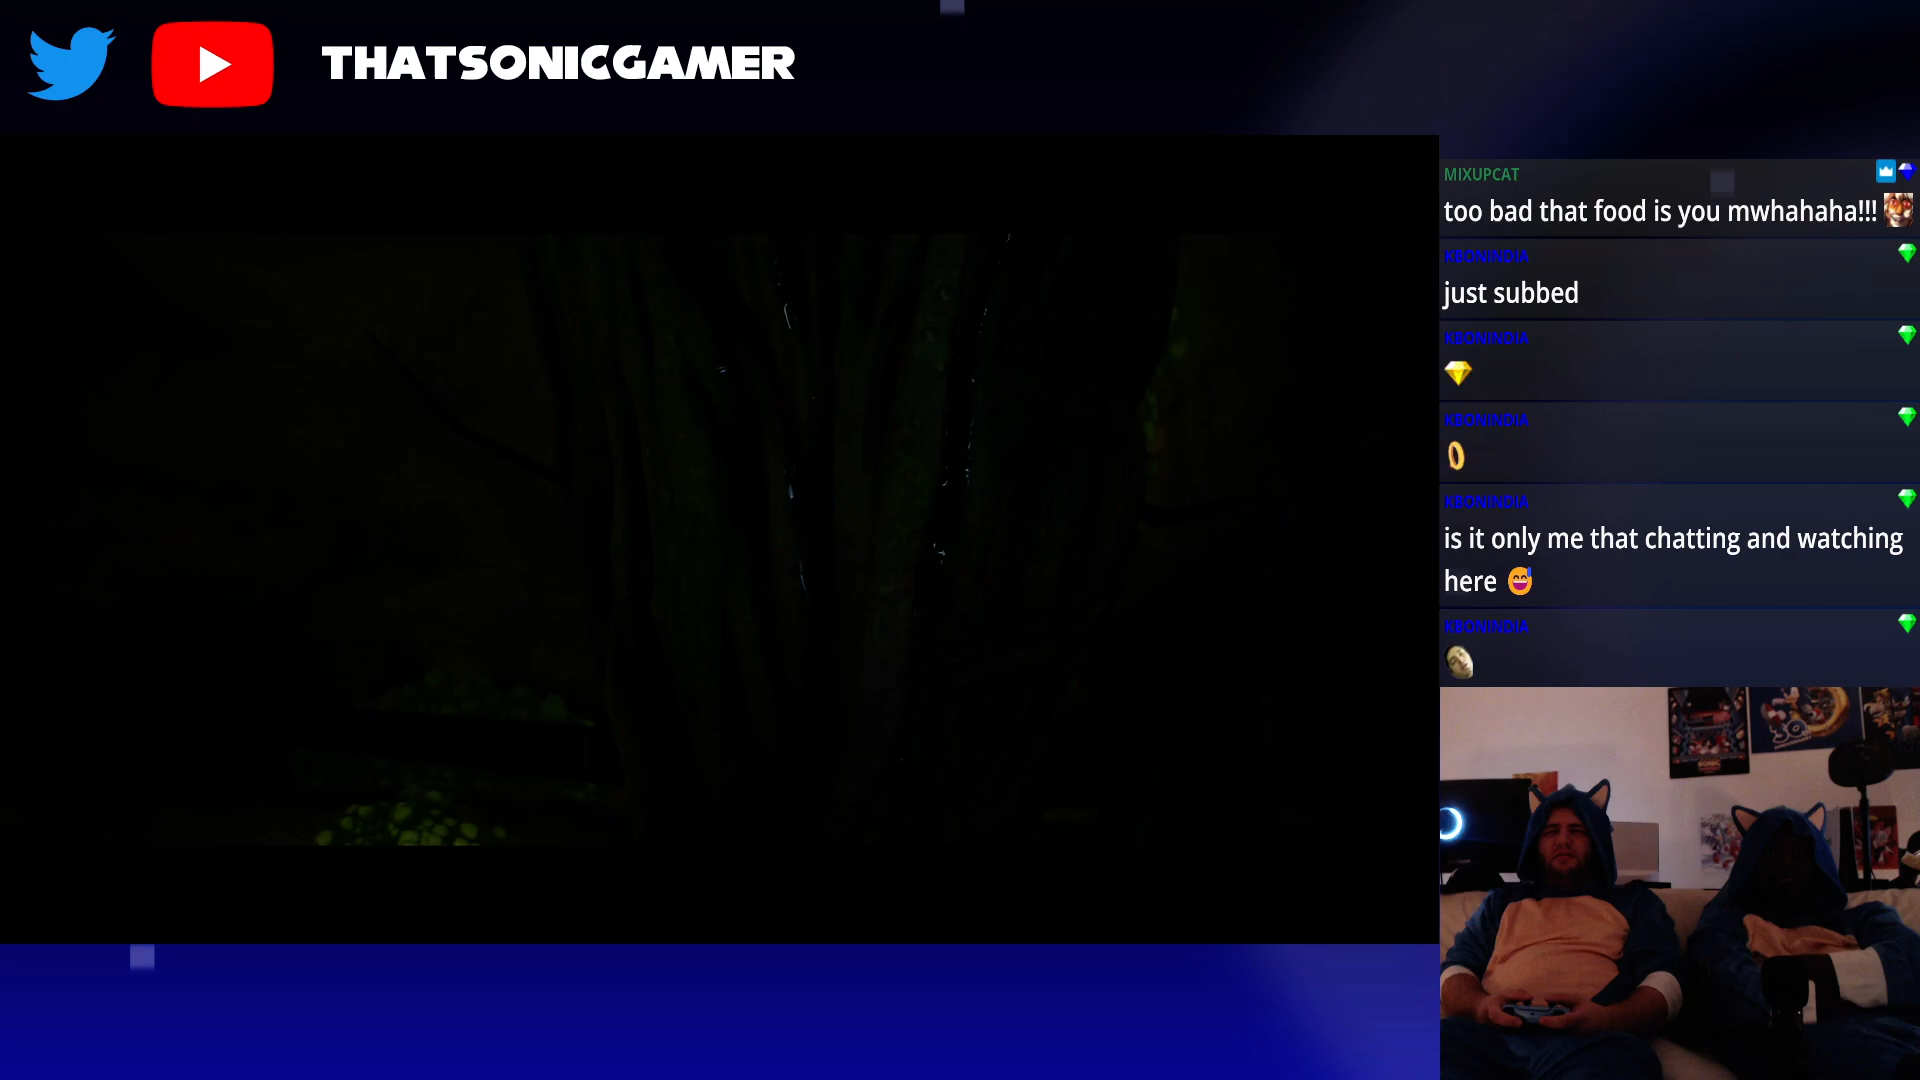 THATSONICGAMER
MIXUPCAT
too bad that food is you mwhahaha!!!
KBONINDIA
just subbed
KBONINDIA
KBONINDIA
KBONINDIA
is it only me that chatting and watching
here
KBONINDIA
30